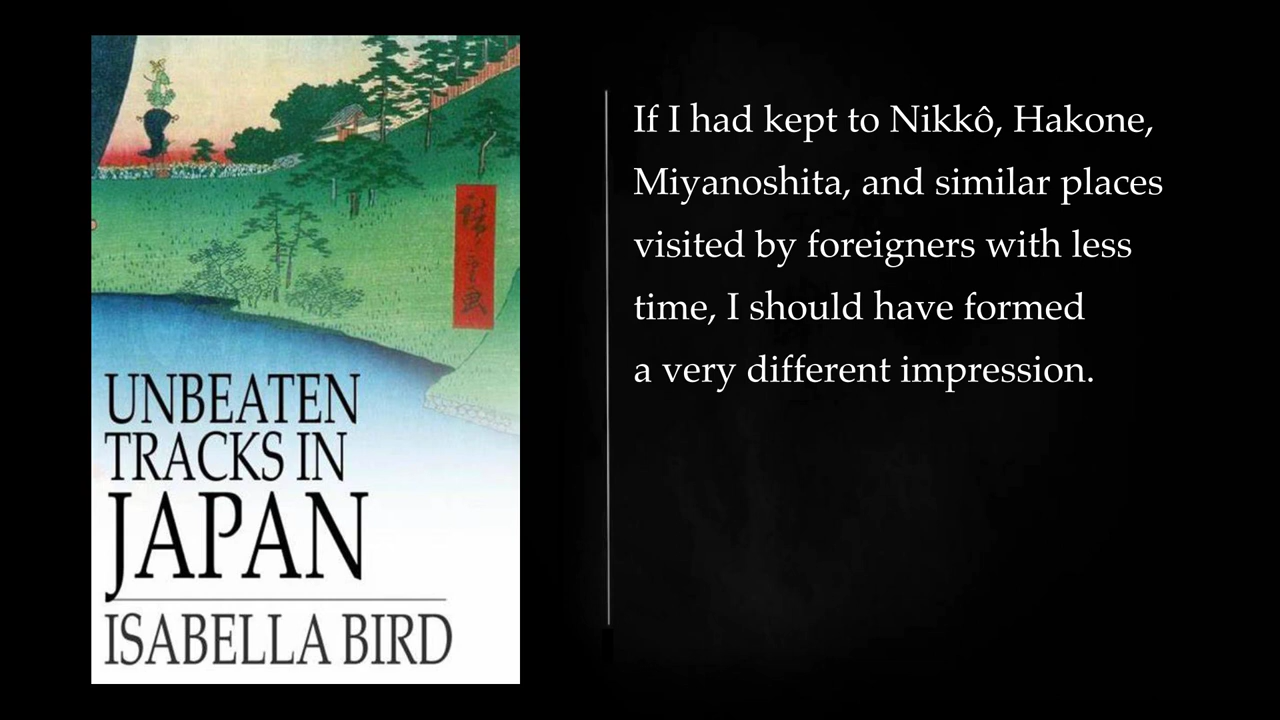 UNBEATEN
TRACKS IN
JAPAN
ISABELLA BIRD
If I had kept to Nikkô, Hakone,
Miyanoshita, and similar places
visited by foreigners with less
time, I should have formed
a very different impression.